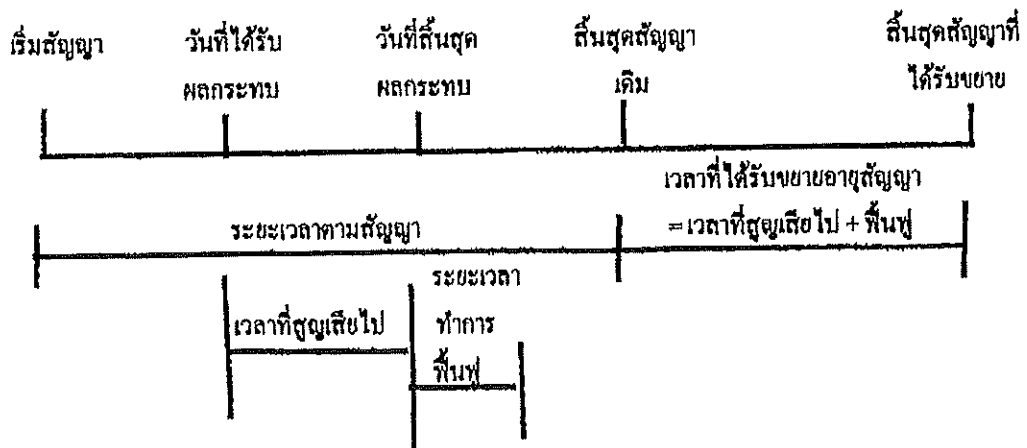 เริ่มสัญญา
วันที่ได้รับ
ผลกระทบ
วันที่สิ้นสุด
ผลกระทบ
สิ้นสุดสัญญา
เดิม
สิ้นสุดสัญญาที่
ได้รับขยาย
เวลาที่ได้รับขยายอายุสัญญา
=เวลาที่สูญเสียไป + ฟื้นฟู
ระยะเวลาตามสัญญา
เวลาที่สูญเสียไป
ระยะเวลา
ทำการ
ฟื้นฟู